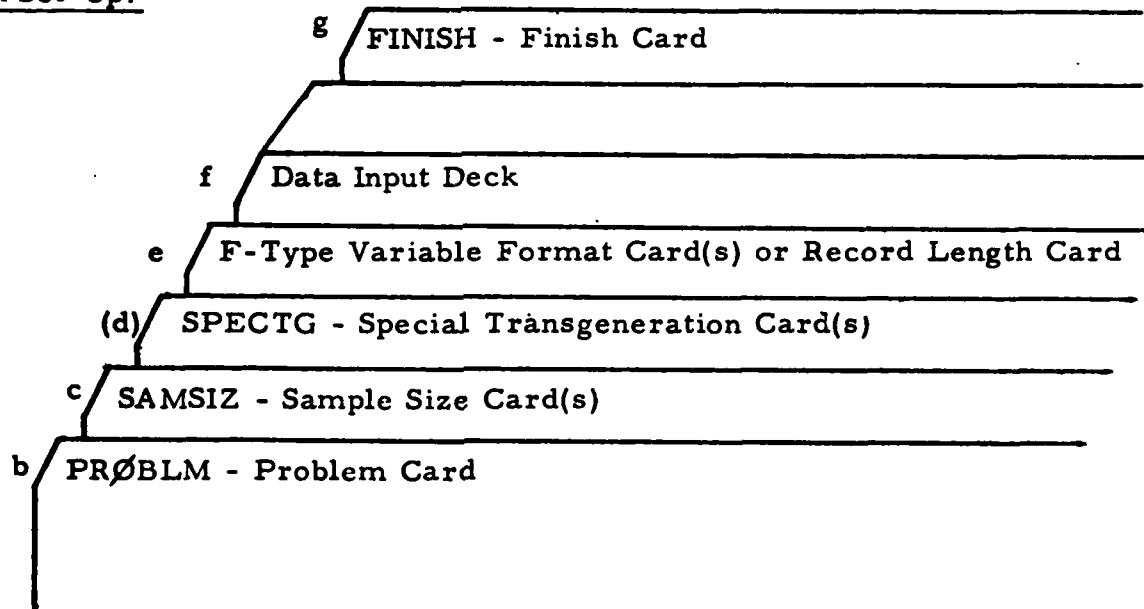 g FINISH - Finish Card
f Data Input Deck
e F-Type Variable Format Card(s) or Record Length Card
(d) SPECTG - Special Transgeneration Card(s)
c SAMSIZ - Sample Size Card(s)
b PRØBLM - Problem Card